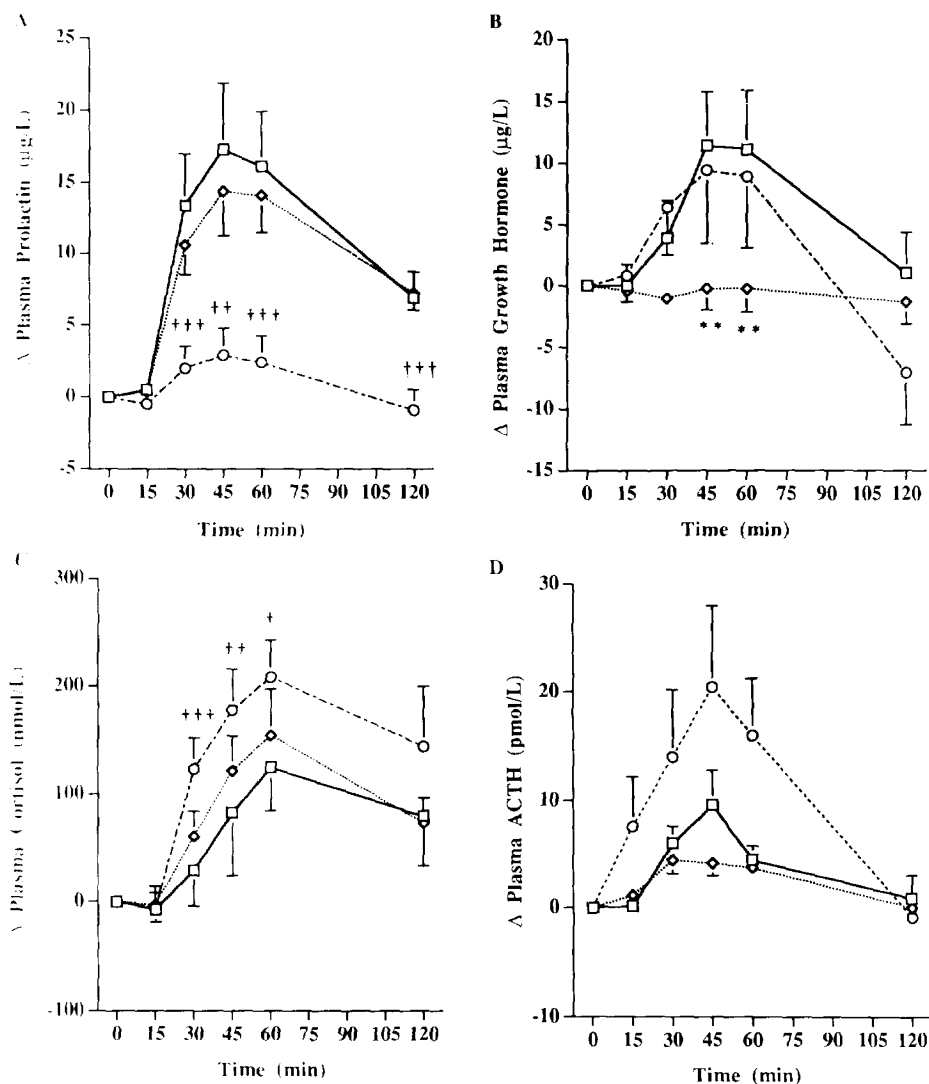 A
B
Δ Plasma Prolactin (μg/L)
25
20
15
10
5
0
-5
+++
++
+++
+++
0 15 30 45 60 75 90 105 120
Time (min)
Δ Plasma Growth Hormone (μg/L)
20
15
10
5
0
-5
-10
-15
**
**
0 15 30 45 60 75 90 105 120
Time (min)
C
D
Δ Plasma Cortisol (nmol/L)
300
200
100
0
-100
+++
++
+
0 15 30 45 60 75 90 105 120
Time (min)
Δ Plasma ACTH (pmol/L)
30
20
10
0
-10
0 15 30 45 60 75 90 105 120
Time (min)